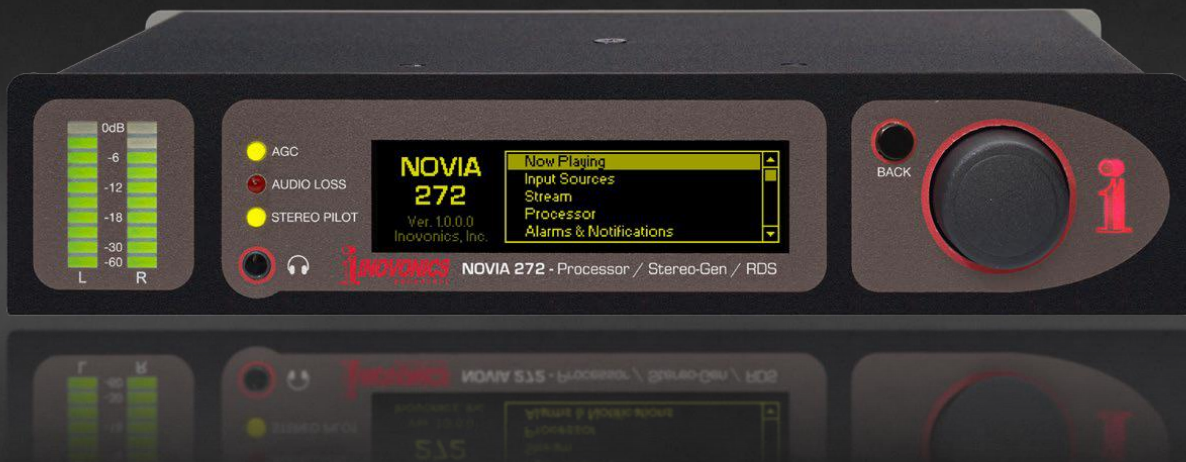 0dB
-6
-12
-18
-30
-60
L R
AGC
AUDIO LOSS
STEREO PILOT
NOVIA
272
Ver. 1.0.0.0
Inovonics, Inc.
Now Playing
Input Sources
Stream
Processor
Alarms & Notifications
INOVONICS
NOVIA 272 - Processor / Stereo-Gen / RDS
BACK